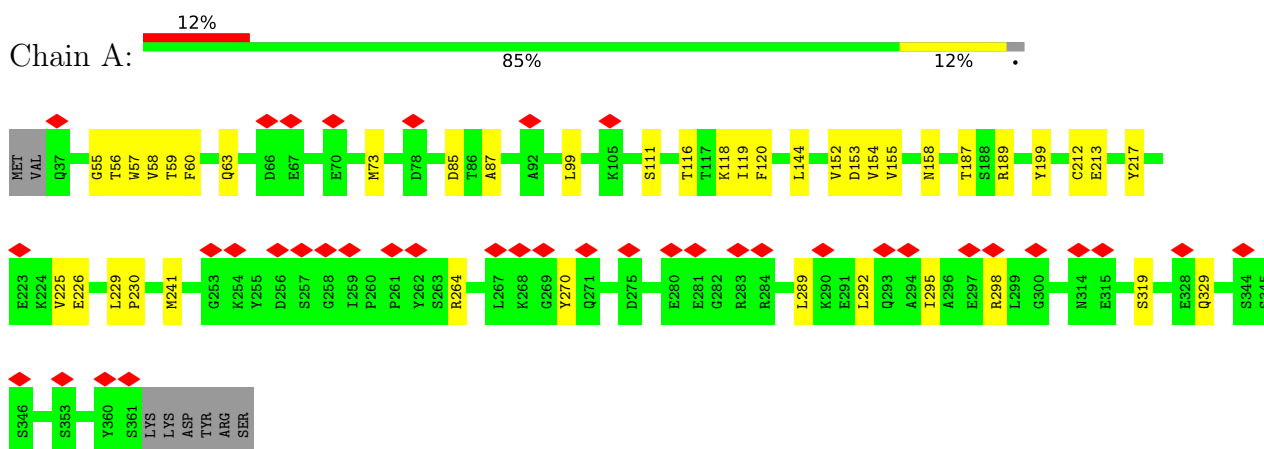 12%
Chain A:
85% 12% •
MET VAL Q37 G55 T56 W57 V58 T59 F60 Q63 D66 E67 E70 M73 D78 D85 T86 A87 A92 L99 K105 S111 T116 T117 K118 I119 F120 L144 V152 D153 V154 V155 N158 T187 S188 R189 Y199 C212 E213 Y217
E223 K224 V225 E226 L229 P230 M241 G253 K254 Y255 D256 S257 G258 I259 P260 P261 Y262 S263 R264 L267 K268 G269 Y270 Q271 D275 E280 E281 G282 R283 R284 L289 K290 E291 L292 Q293 A294 I295 A296 E297 R298 L299 G300 N314 E315 S319 E328 Q329 S344 S345
S346 S353 Y360 S361 LYS LYS ASP TYR ARG SER